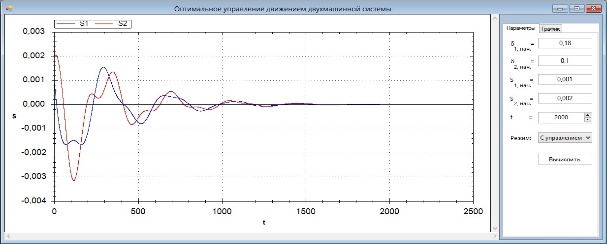 Оптимальное управление движением двухмашинной системы
S1 S2
0,003
0,002
0,001
0,000
-0,001
-0,002
-0,003
-0,004
s
0 500 1000 1500 2000 2500
t
Параметры График
δ 1, нач. = 0,18
δ 2, нач. = 0,1
S 1, нач. = 0,001
S 2, нач. = 0,002
t = 2000
Режим: С управлением
Вычислить